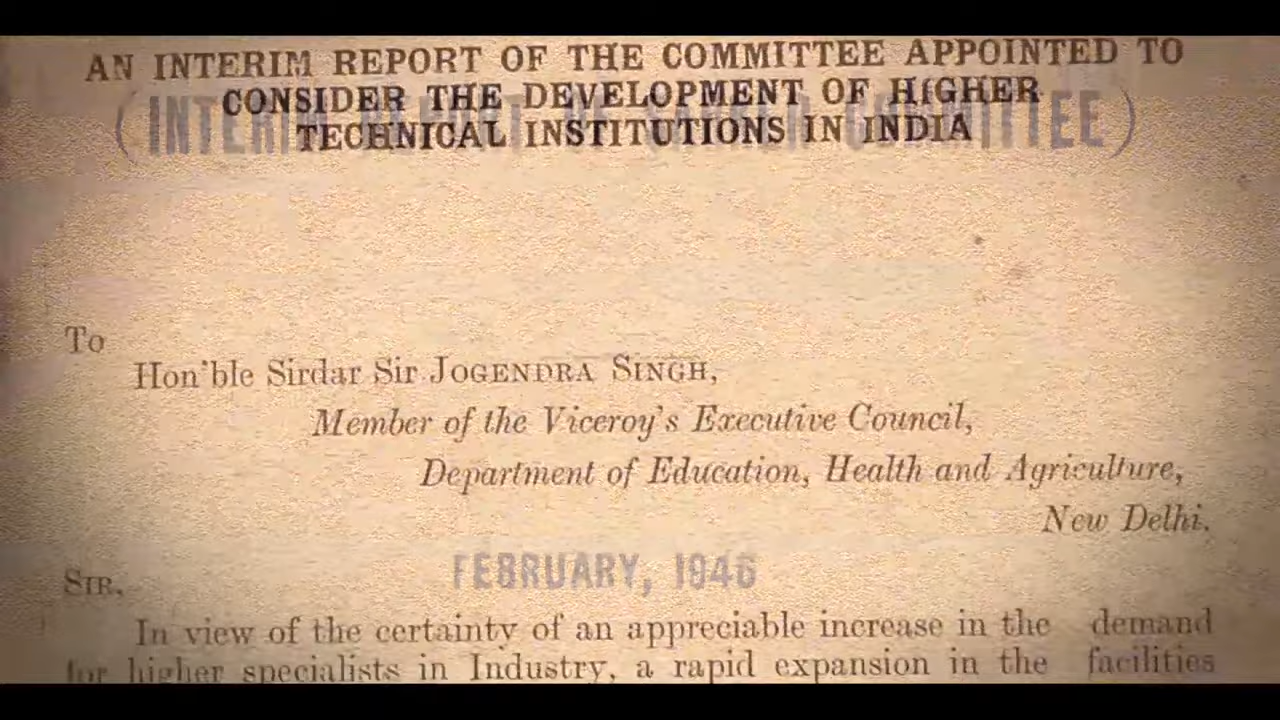 AN INTERIM REPORT OF THE COMMITTEE APPOINTED TO
CONSIDER THE DEVELOPMENT OF HIGHER
TECHNICAL INSTITUTIONS IN INDIA
To
Hon'ble Sirdar Sir JOGENDRA SINGH,
Member of the Viceroy's Executive Council,
Department of Education, Health and Agriculture,
New Delhi.
FEBRUARY, 1946
SIR,
In view of the certainty of an appreciable increase in the demand
for higher specialists in Industry, a rapid expansion in the facilities